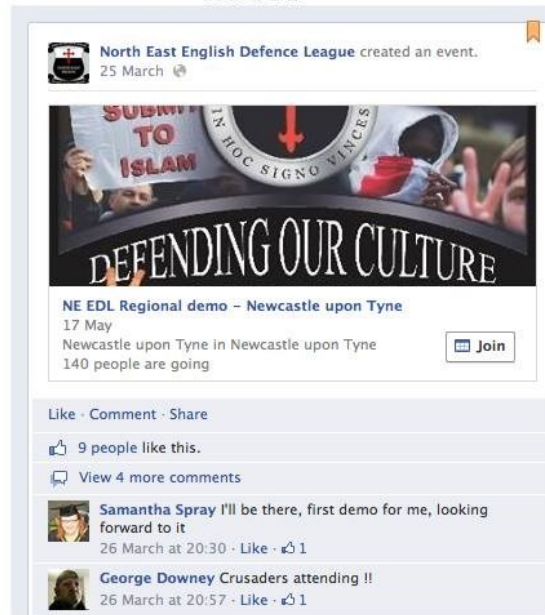 North East English Defence League created an event.
25 March
SUBMIT
TO
ISLAM
IN HOC SIGNO VINCES
DEFENDING OUR CULTURE
NE EDL Regional demo – Newcastle upon Tyne
17 May
Newcastle upon Tyne in Newcastle upon Tyne
140 people are going
Join
Like · Comment · Share
9 people like this.
View 4 more comments
Samantha Spray I'll be there, first demo for me, looking
forward to it
26 March at 20:30 · Like · 1
George Downey Crusaders attending !!
26 March at 20:57 · Like · 1